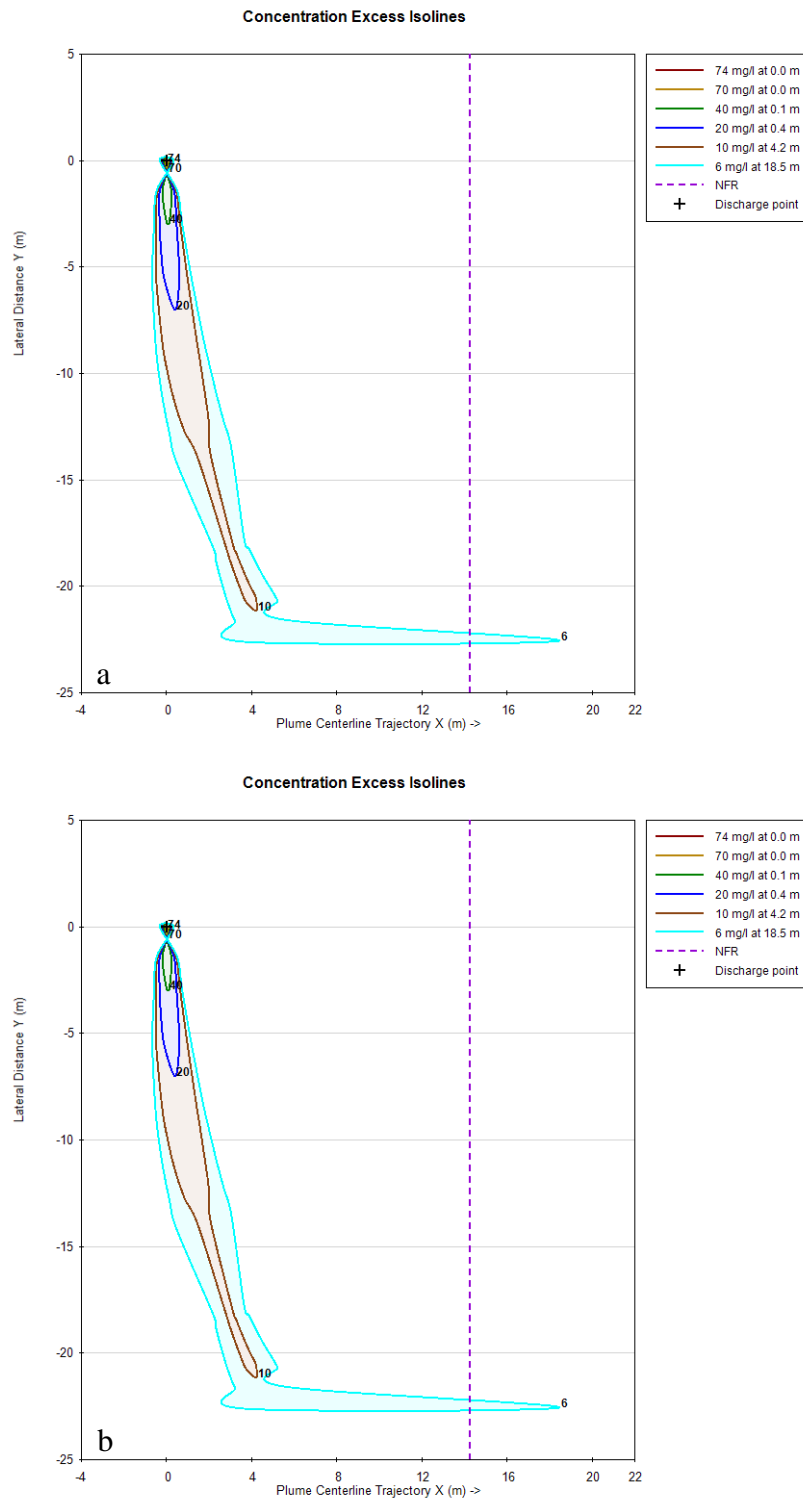 Concentration Excess Isolines
5
0
-5
-10
-15
-20
-25
Lateral Distance Y (m)
74
70
40
20
10
6
a
-4
0
4
8
12
16
20
22
Plume Centerline Trajectory X (m) ->
74 mg/l at 0.0 m
70 mg/l at 0.0 m
40 mg/l at 0.1 m
20 mg/l at 0.4 m
10 mg/l at 4.2 m
6 mg/l at 18.5 m
NFR
Discharge point
Concentration Excess Isolines
5
0
-5
-10
-15
-20
-25
Lateral Distance Y (m)
74
70
40
20
10
6
b
-4
0
4
8
12
16
20
22
Plume Centerline Trajectory X (m) ->
74 mg/l at 0.0 m
70 mg/l at 0.0 m
40 mg/l at 0.1 m
20 mg/l at 0.4 m
10 mg/l at 4.2 m
6 mg/l at 18.5 m
NFR
Discharge point